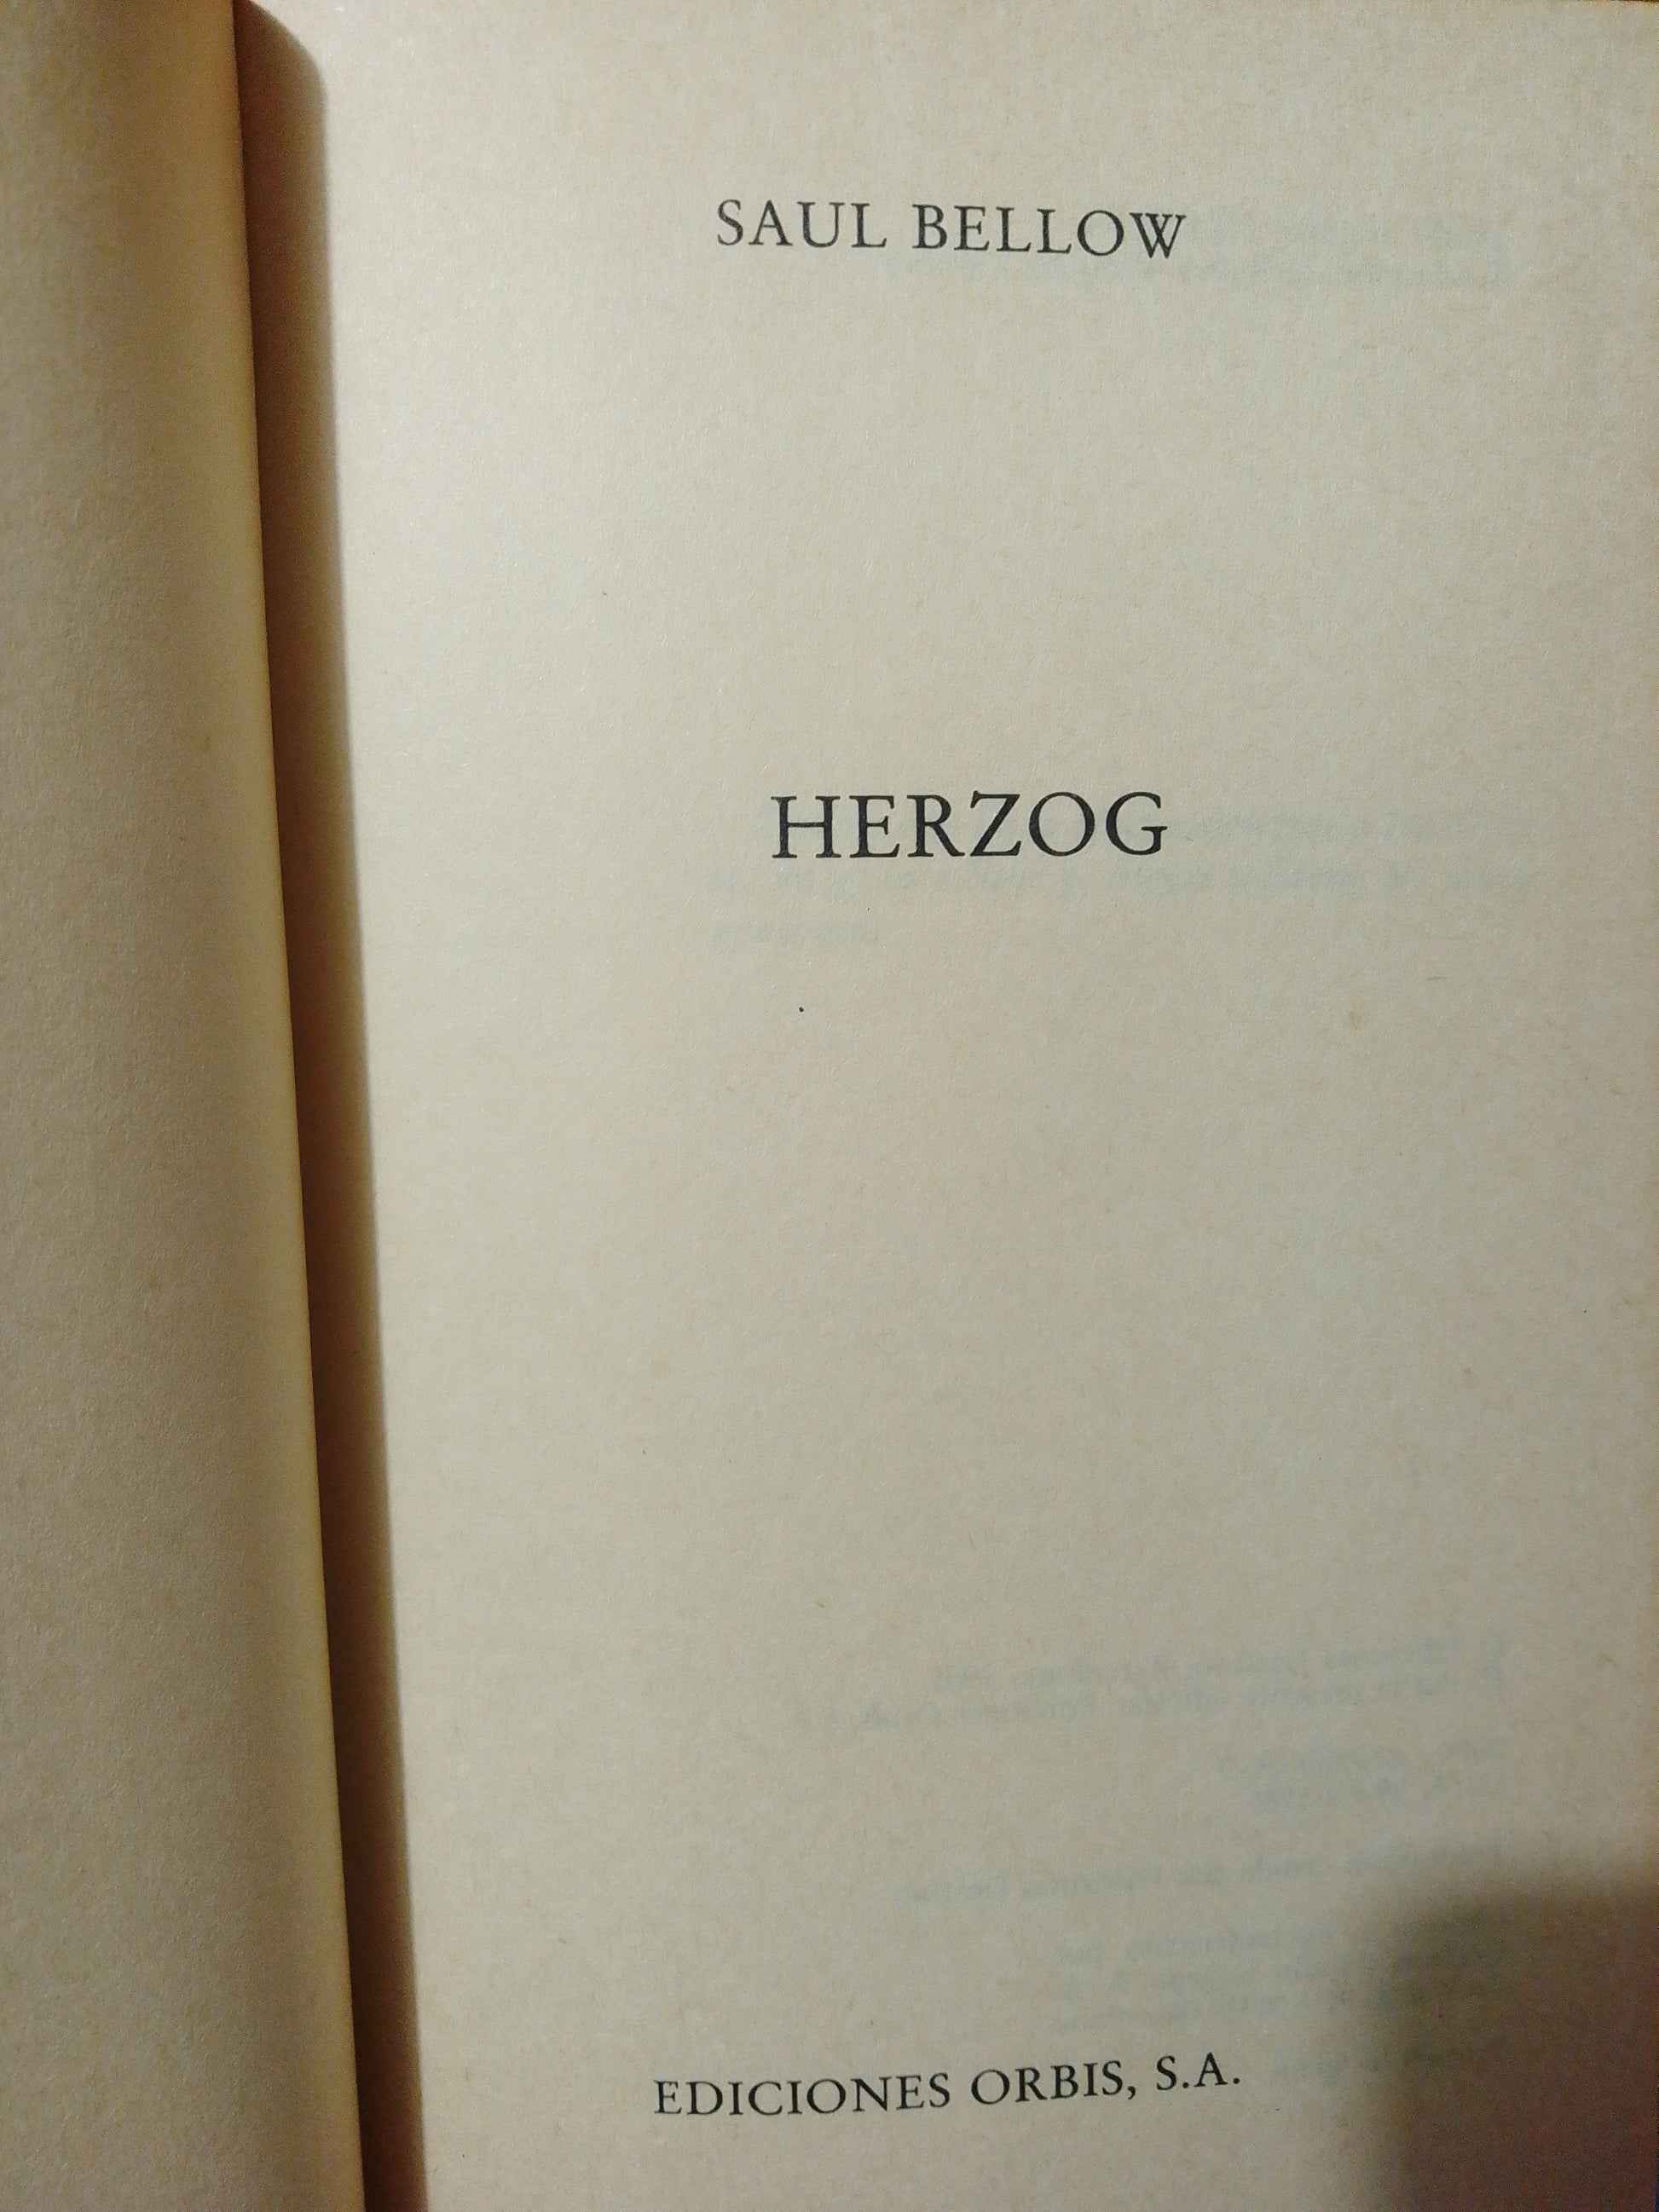 SAUL BELLOW
HERZOG
EDICIONES ORBIS, S.A.